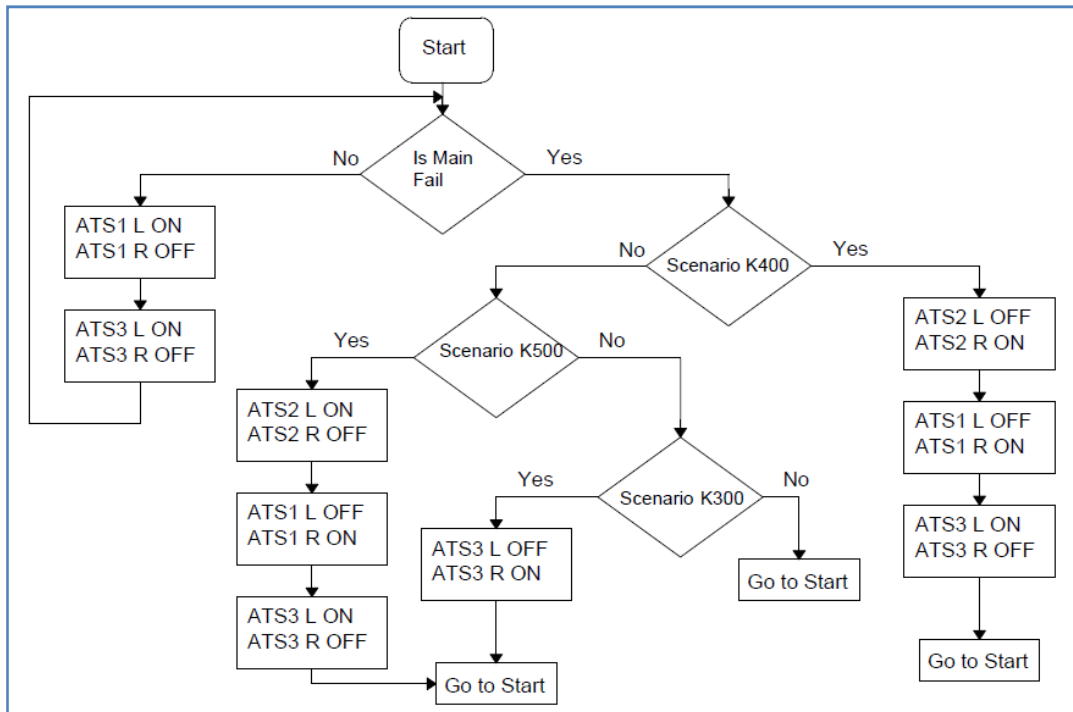 Start
Is Main
Fail
No
Yes
ATS1 L ON
ATS1 R OFF
ATS3 L ON
ATS3 R OFF
Scenario K400
No
Yes
Scenario K500
Yes
No
ATS2 L OFF
ATS2 R ON
ATS1 L OFF
ATS1 R ON
ATS3 L ON
ATS3 R OFF
Go to Start
ATS2 L ON
ATS2 R OFF
ATS1 L OFF
ATS1 R ON
ATS3 L ON
ATS3 R OFF
Scenario K300
Yes
No
ATS3 L OFF
ATS3 R ON
Go to Start
Go to Start